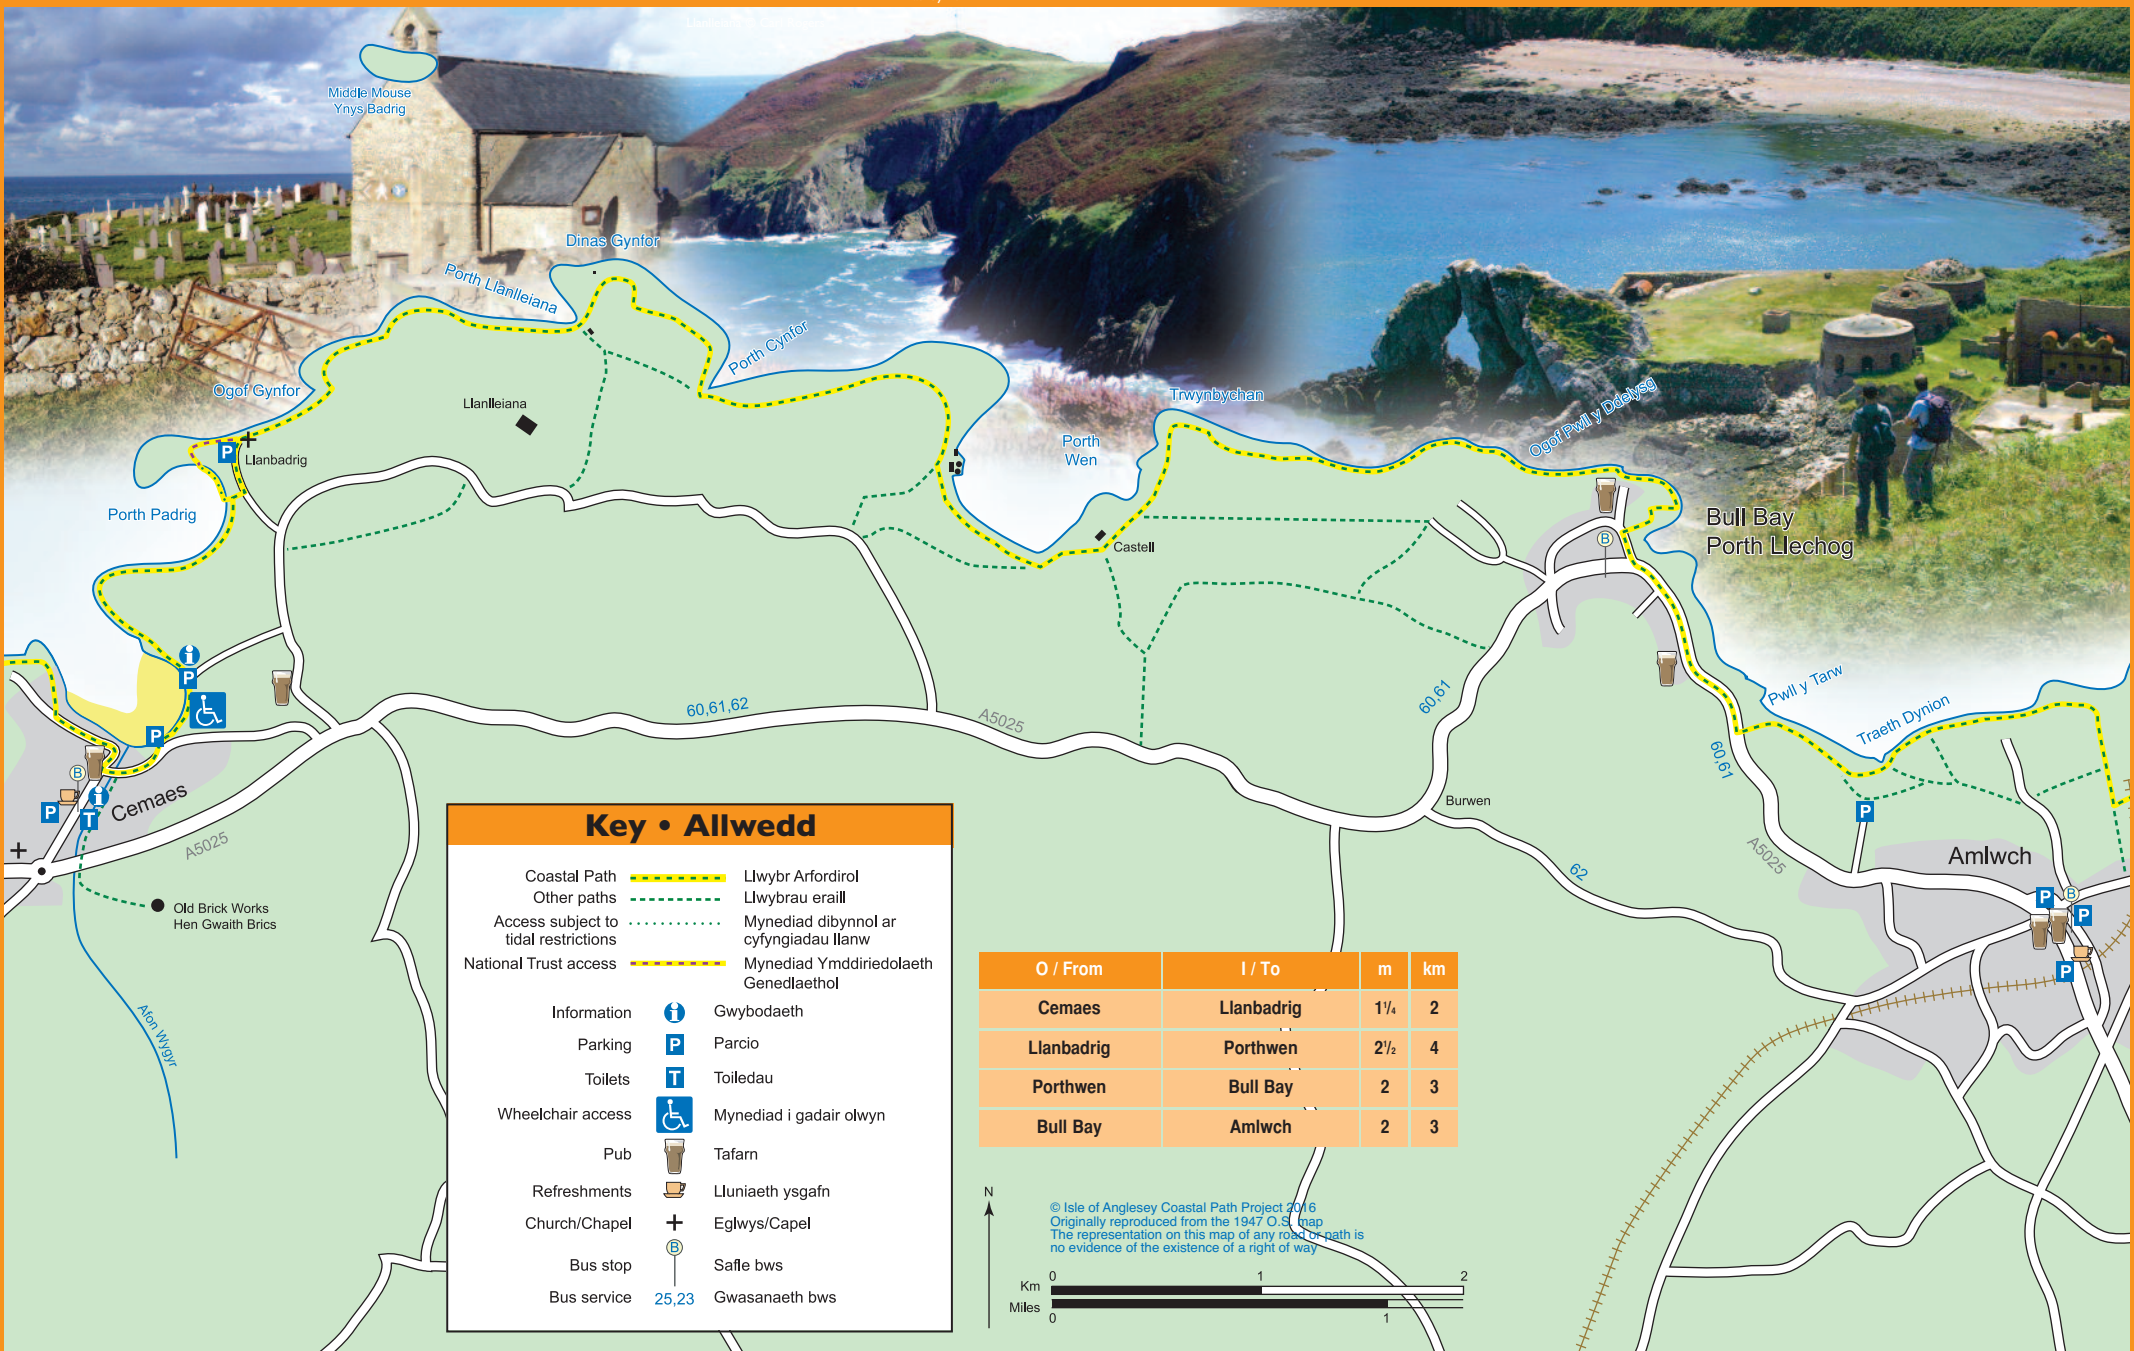 Middle Mouse
Ynys Badrig
Dinas Gynfor
Porth Llanlleiana
Porth Cynfor
Ogof Gynfor
Llanlleiana
Trwynbychan
Ogof Pwll y Ddelysg
Porth
Wen
P
Llanbadrig
Porth Padrig
Castell
B
Bull Bay
Porth Llechog
i
P
P
60,61,62
A5025
60,61
Pwll y Tarw
Traeth Dynion
60,61
B
P
i
T
Cemaes
A5025
Burwen
62
P
A5025
Amlwch
P
B
P
P
Old Brick Works
Hen Gwaith Brics
Afon Wygyr
Key • Allwedd
Coastal Path Llwybr Arfordirol
Other paths Llwybrau eraill
Access subject to Mynediad dibynnol ar
tidal restrictions cyfyngiadau llanw
National Trust access Mynediad Ymddiriedolaeth
Genedlaethol
Information i Gwybodaeth
Parking P Parcio
Toilets T Toiledau
Wheelchair access Mynediad i gadair olwyn
Pub Tafarn
Refreshments Lluniaeth ysgafn
Church/Chapel Eglwys/Capel
B
Bus stop Safle bws
Bus service 25,23 Gwasanaeth bws
O / From I / To m km
Cemaes Llanbadrig 1¼ 2
Llanbadrig Porthwen 2½ 4
Porthwen Bull Bay 2 3
Bull Bay Amlwch 2 3
N
© Isle of Anglesey Coastal Path Project 2016
Originally reproduced from the 1947 O.S. map
The representation on this map of any road or path is
no evidence of the existence of a right of way
Km 0 1 2
Miles 0 1